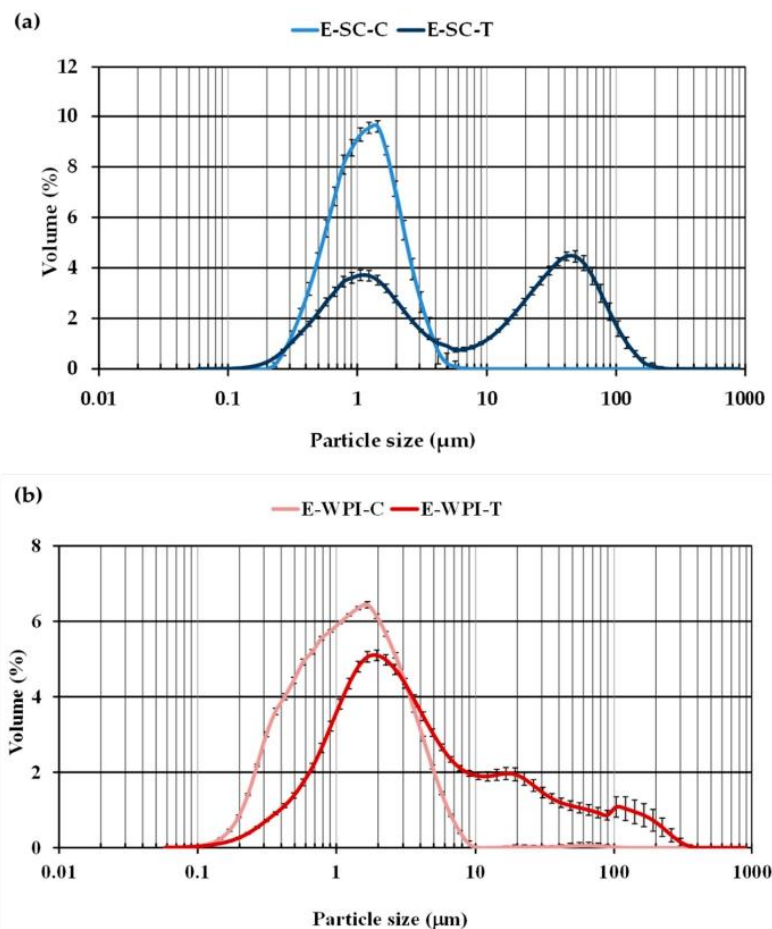 (a)
E-SC-C E-SC-T
12
10
8
6
4
2
0
Volume (%)
0.01 0.1 1 10 100 1000
Particle size (μm)
(b)
E-WPI-C E-WPI-T
8
6
4
2
0
Volume (%)
0.01 0.1 1 10 100 1000
Particle size (μm)